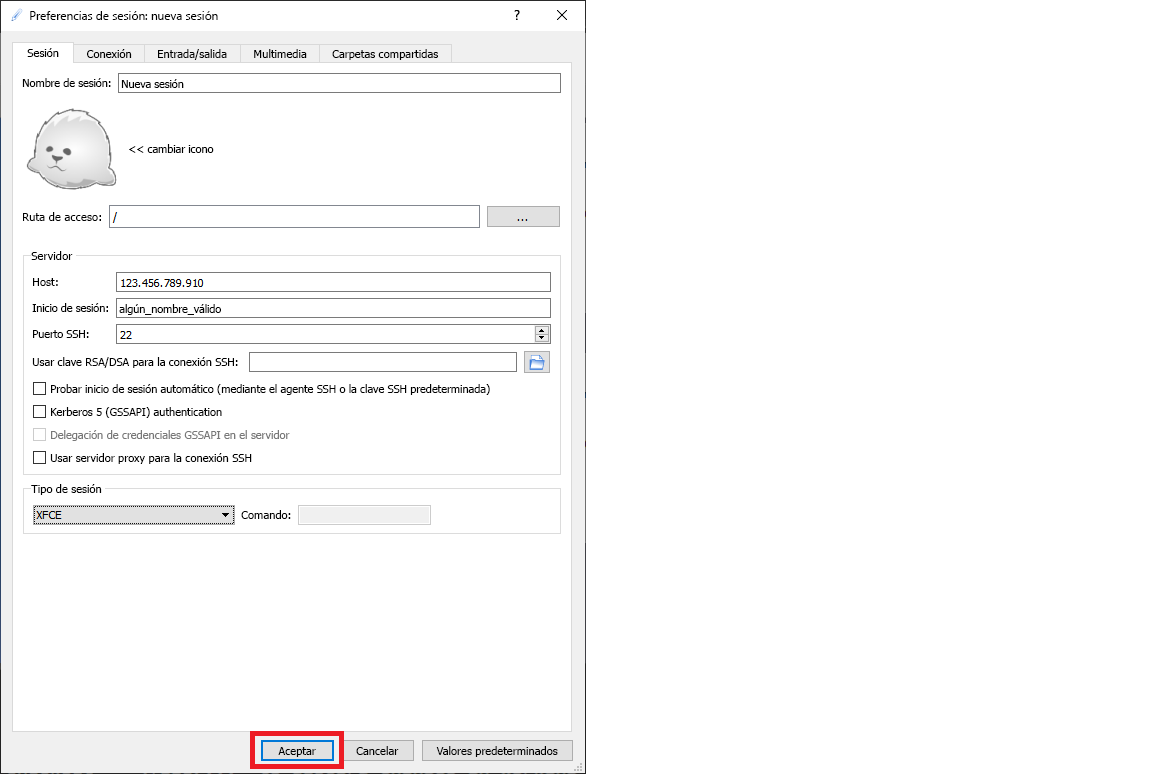 Preferencias de sesión: nueva sesión ?
Sesión Conexión Entrada/salida Multimedia Carpetas compartidas
Nombre de sesión: Nueva sesión
<< cambiar icono
Ruta de acceso: / ...
Servidor
Host: 123.456.789.910
Inicio de sesión: algún_nombre_válido
Puerto SSH: 22
Usar clave RSA/DSA para la conexión SSH:
Probar inicio de sesión automático (mediante el agente SSH o la clave SSH predeterminada)
Kerberos 5 (GSSAPI) authentication
Delegación de credenciales GSSAPI en el servidor
Usar servidor proxy para la conexión SSH
Tipo de sesión
XFCE Comando:
Aceptar Cancelar Valores predeterminados